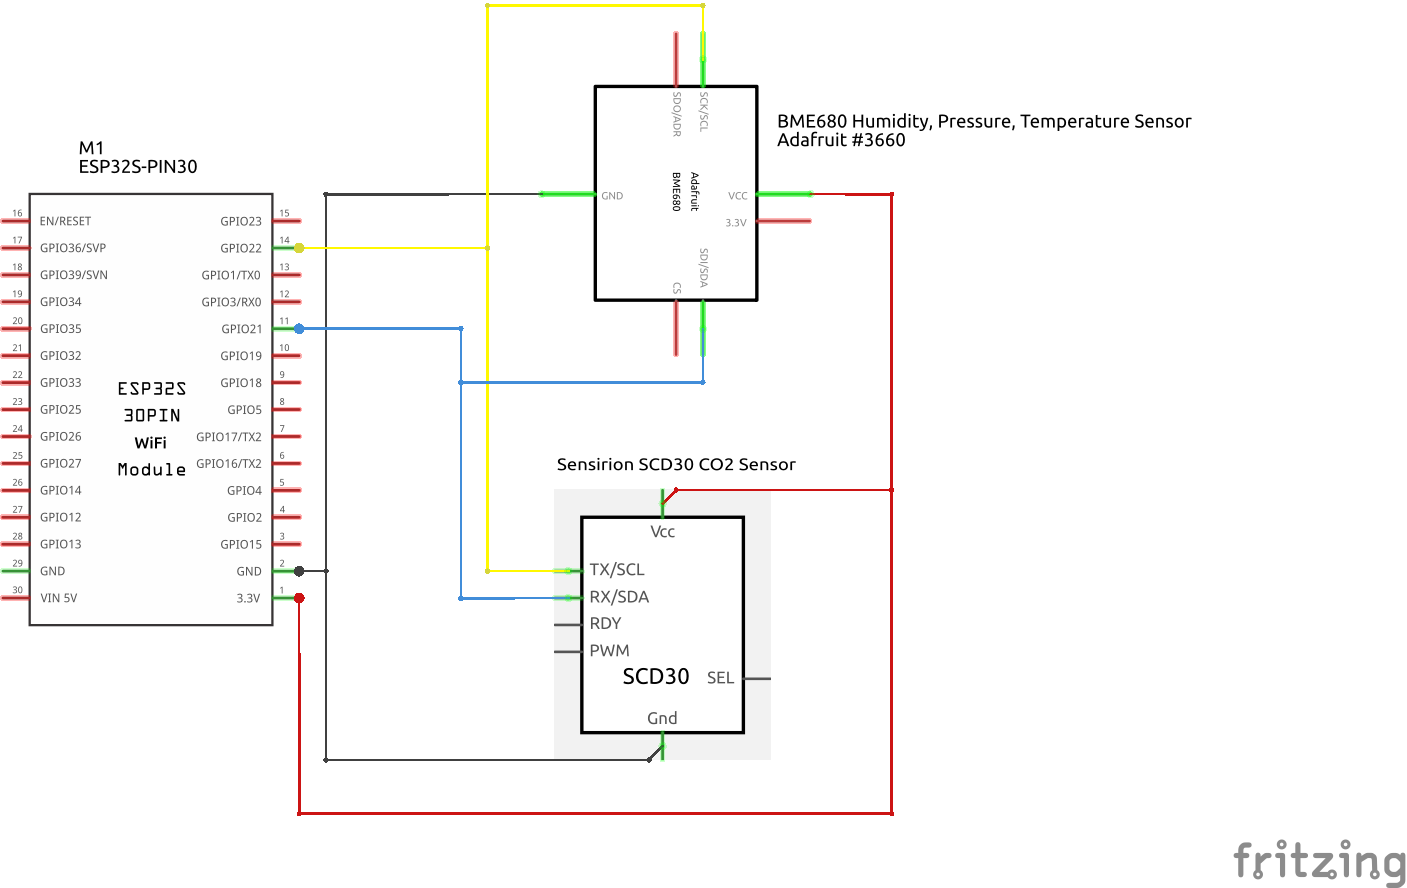 M1
ESP32S-PIN30
16 EN/RESET GPIO23 15
17 GPIO36/SVP GPIO22 14
18 GPIO39/SVN GPIO1/TX0 13
19 GPIO34 GPIO3/RX0 12
20 GPIO35 GPIO21 11
21 GPIO32 GPIO19 10
22 GPIO33 GPIO18 9
23 GPIO25 GPIO5 8
24 GPIO26 GPIO17/TX2 7
25 GPIO27 GPIO16/TX2 6
26 GPIO14 GPIO4 5
27 GPIO12 GPIO2 4
28 GPIO13 GPIO15 3
29 GND GND 2
30 VIN 5V 3.3V 1
ESP32S
30PIN
WiFi
Module
SDO/ADR
SCK/SCL
Adafruit
BME680
GND
VCC
3.3V
CS
SDI/SDA
BME680 Humidity, Pressure, Temperature Sensor
Adafruit #3660
Sensirion SCD30 CO2 Sensor
Vcc
TX/SCL
RX/SDA
RDY
PWM
SCD30
SEL
Gnd
fritzing